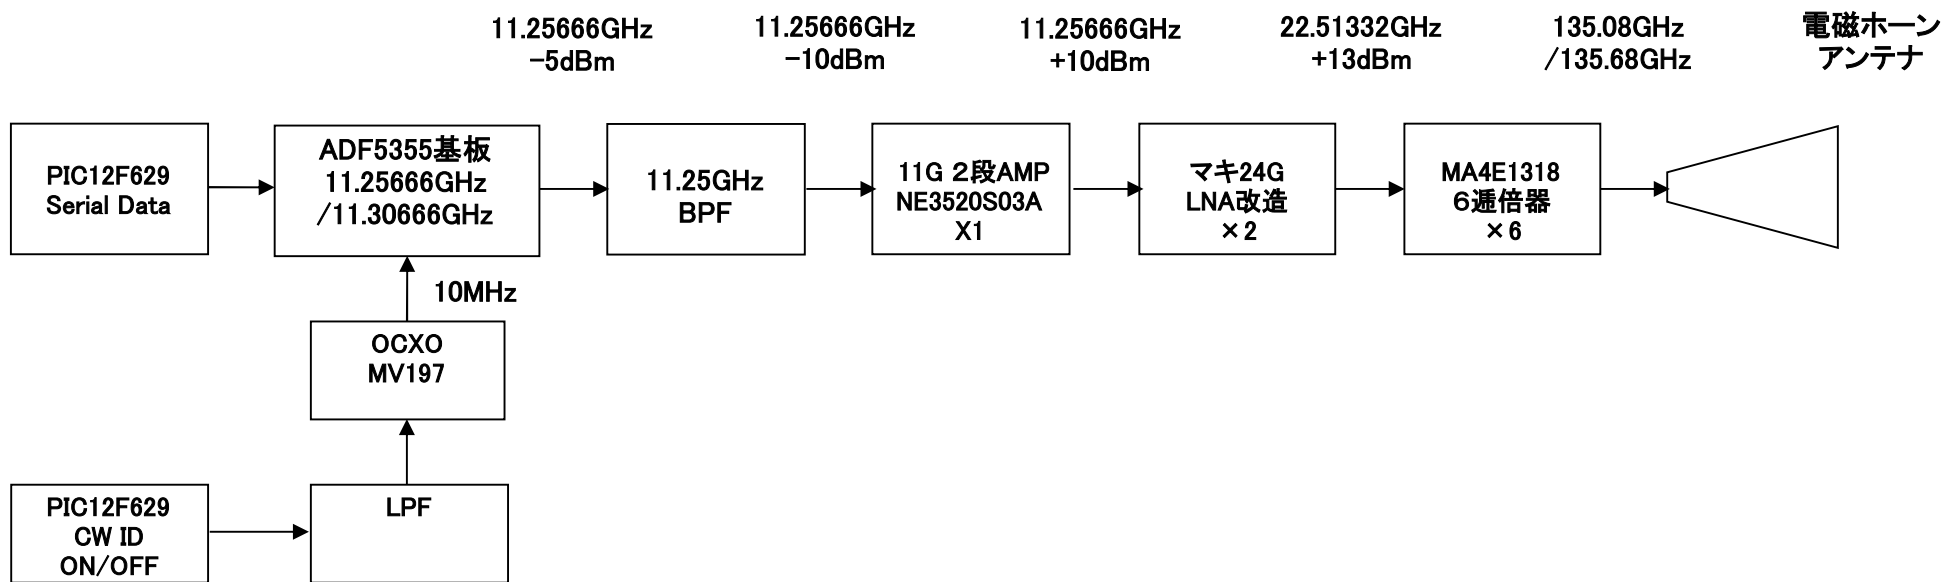 11.25666GHz
-5dBm
11.25666GHz
-10dBm
11.25666GHz
+10dBm
22.51332GHz
+13dBm
135.08GHz
/135.68GHz
電磁ホーン
アンテナ
PIC12F629
Serial Data
ADF5355基板
11.25666GHz
/11.30666GHz
11.25GHz
BPF
11G ２段AMP
NE3520S03A
X1
マキ24G
LNA改造
×2
MA4E1318
６逓倍器
×6
10MHz
OCXO
MV197
PIC12F629
CW ID
ON/OFF
LPF